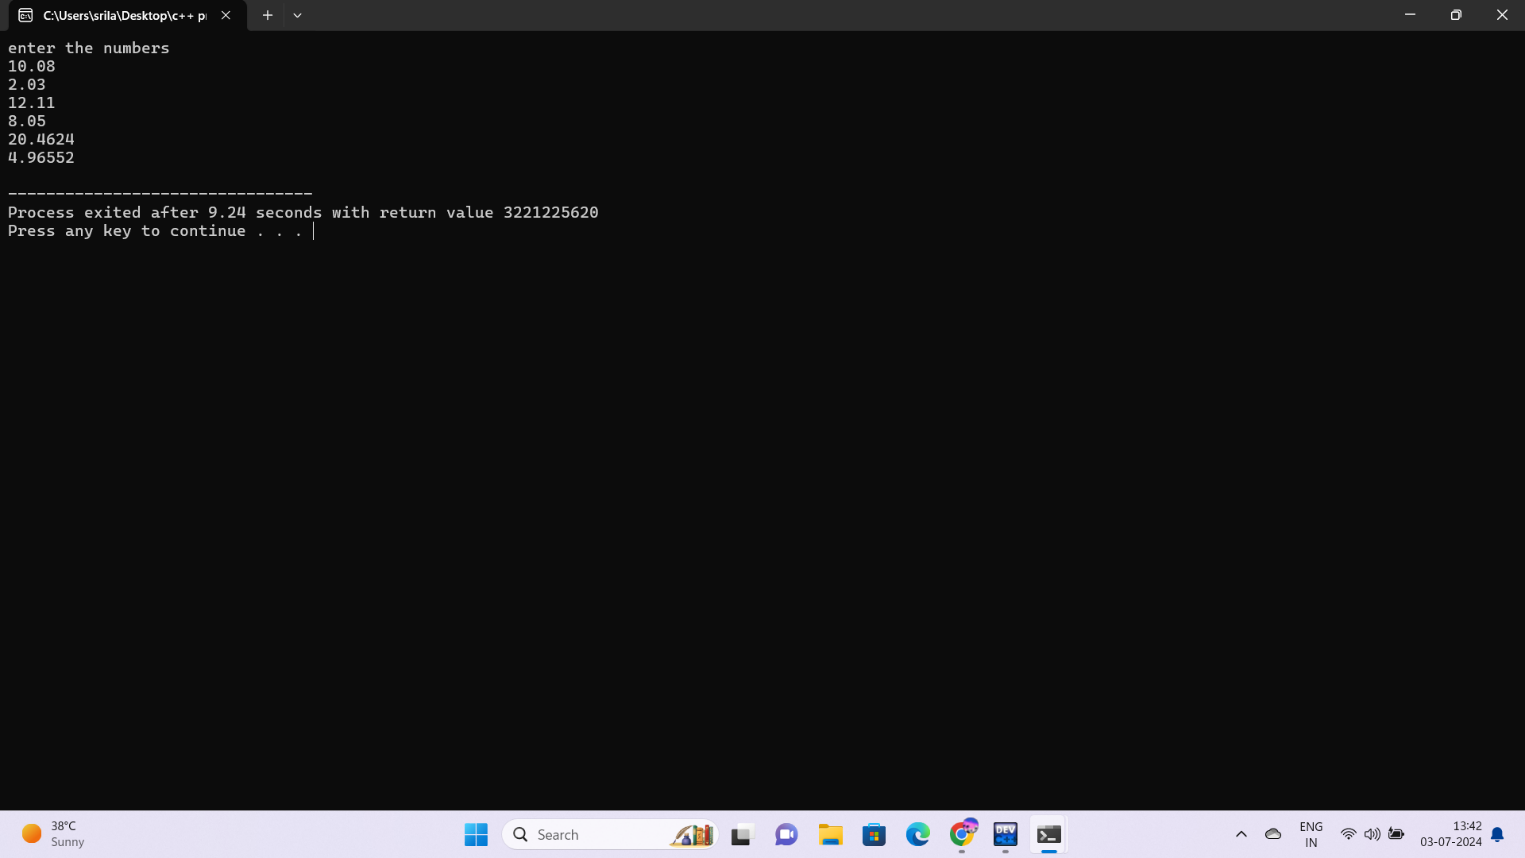 C:\Users\srila\Desktop\c++ p
enter the numbers
10.08
2.03
12.11
8.05
20.4624
4.96552
--------------------------------
Process exited after 9.24 seconds with return value 3221225620
Press any key to continue . . .
38°C
Sunny
Search
DEV
ENG
IN
13:42
03-07-2024